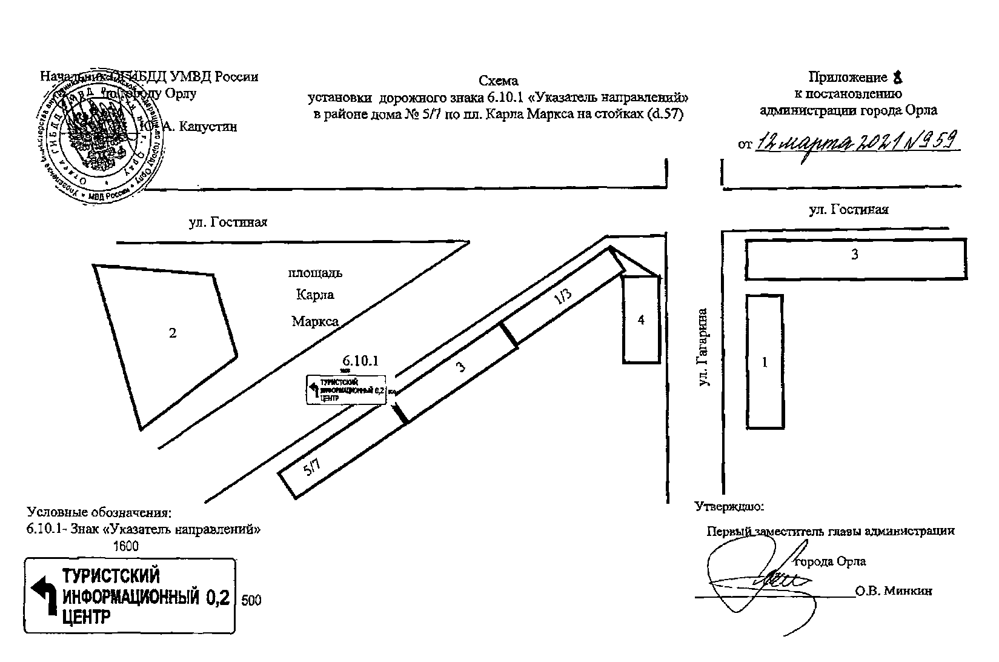 Начальник ОГИБДД УМВД России
по городу Орлу
Ю. А. Капустин
Схема
установки дорожного знака 6.10.1 «Указатель направлений»
в районе дома № 5/7 по пл. Карла Маркса на стойках (d.57)
Приложение 8
к постановлению
администрации города Орла
от 12 марта 2021 № 959
МВД России
ул. Гостиная
ул. Гостиная
площадь
Карла
Маркса
2
3
1/3
4
1
ул. Гагарина
6.10.1
ТУРИСТСКИЙ
ИНФОРМАЦИОННЫЙ 0,2
ЦЕНТР
3
5/7
Условные обозначения:
6.10.1- Знак «Указатель направлений»
1600
ТУРИСТСКИЙ
ИНФОРМАЦИОННЫЙ 0,2
ЦЕНТР
500
Утверждаю:
Первый заместитель главы администрации
города Орла
О.В. Минкин